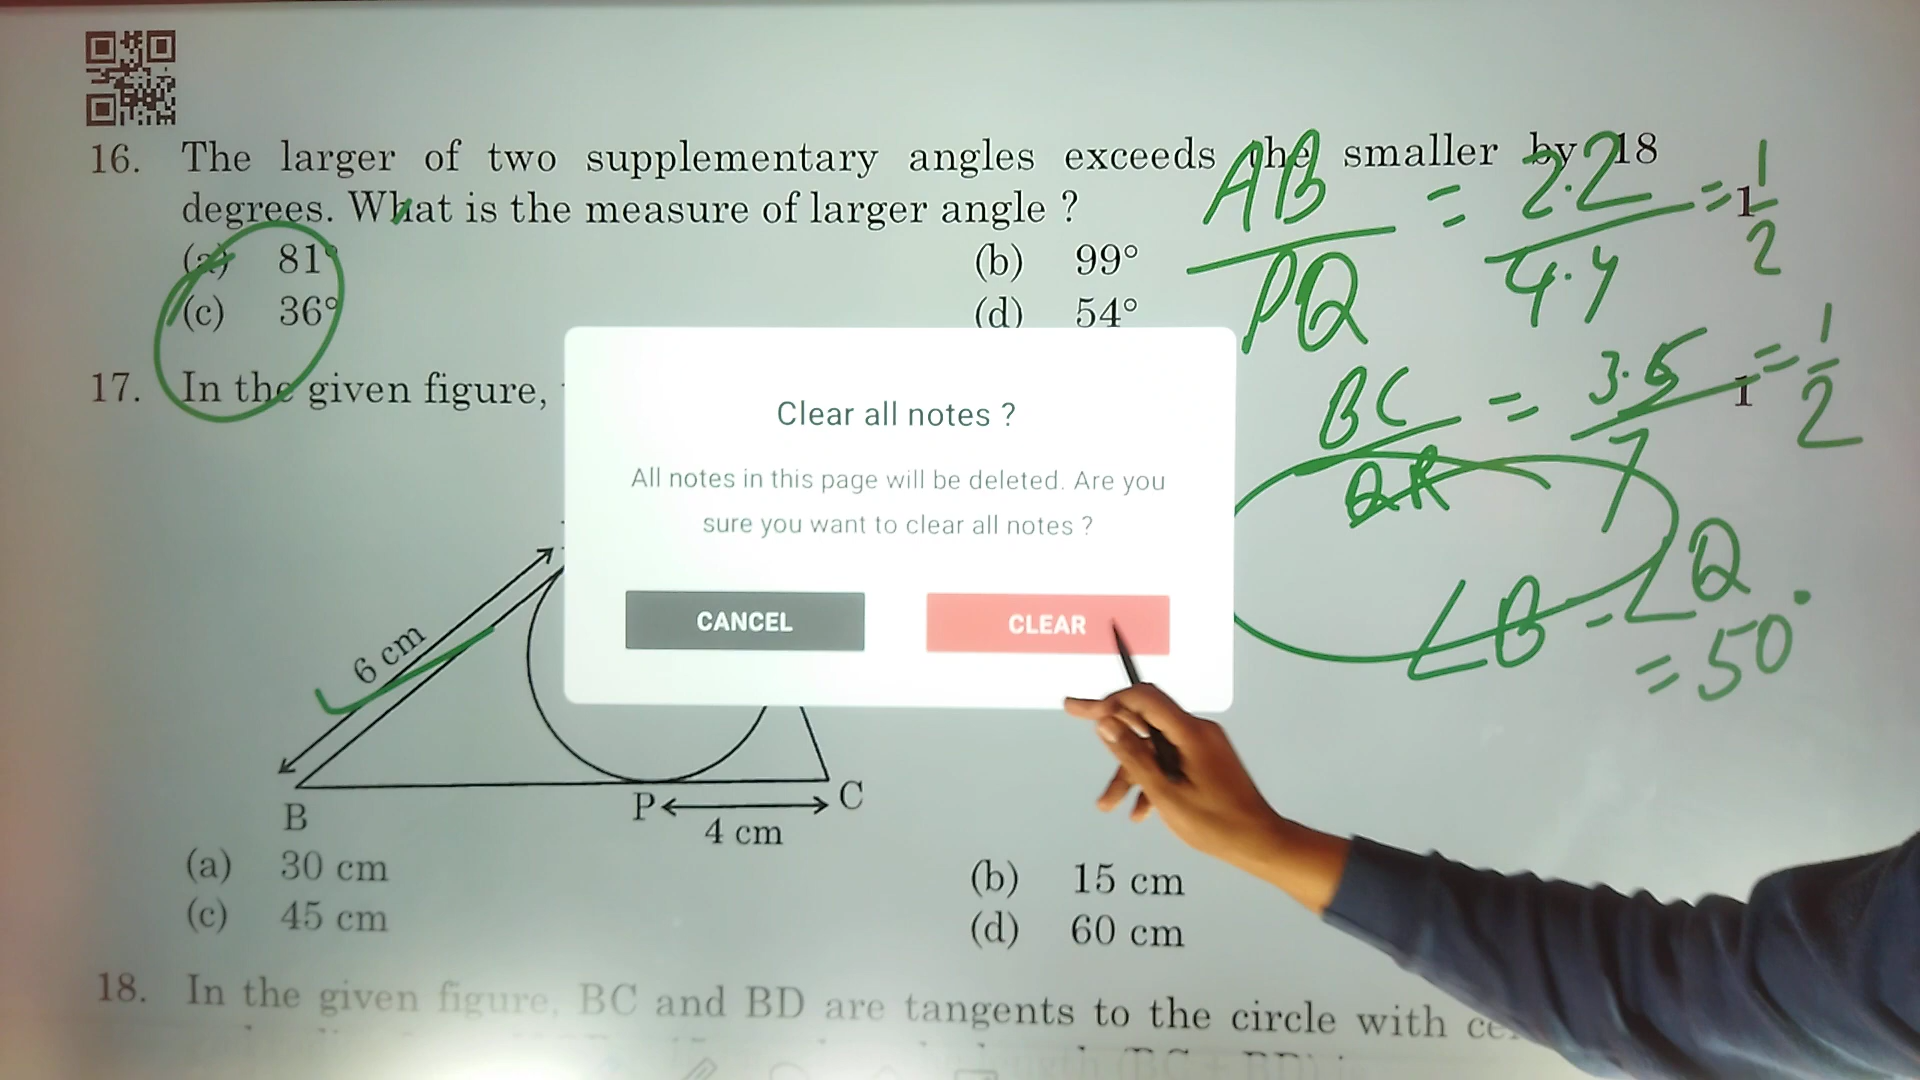 16. The larger of two supplementary angles exceeds the smaller by 18
degrees. What is the measure of larger angle ? 1
(a) 81° (b) 99°
(c) 36° (d) 54°
17. In the given figure, 1
Clear all notes ?
All notes in this page will be deleted. Are you
sure you want to clear all notes ?
CANCEL CLEAR
6 cm
B P C
4 cm
(a) 30 cm (b) 15 cm
(c) 45 cm (d) 60 cm
18. In the given figure, BC and BD are tangents to the circle with
AB/PQ = 2.2/4.4 = 1/2
BC/QR = 3.5/7 = 1/2
∠B = ∠Q
= 50°